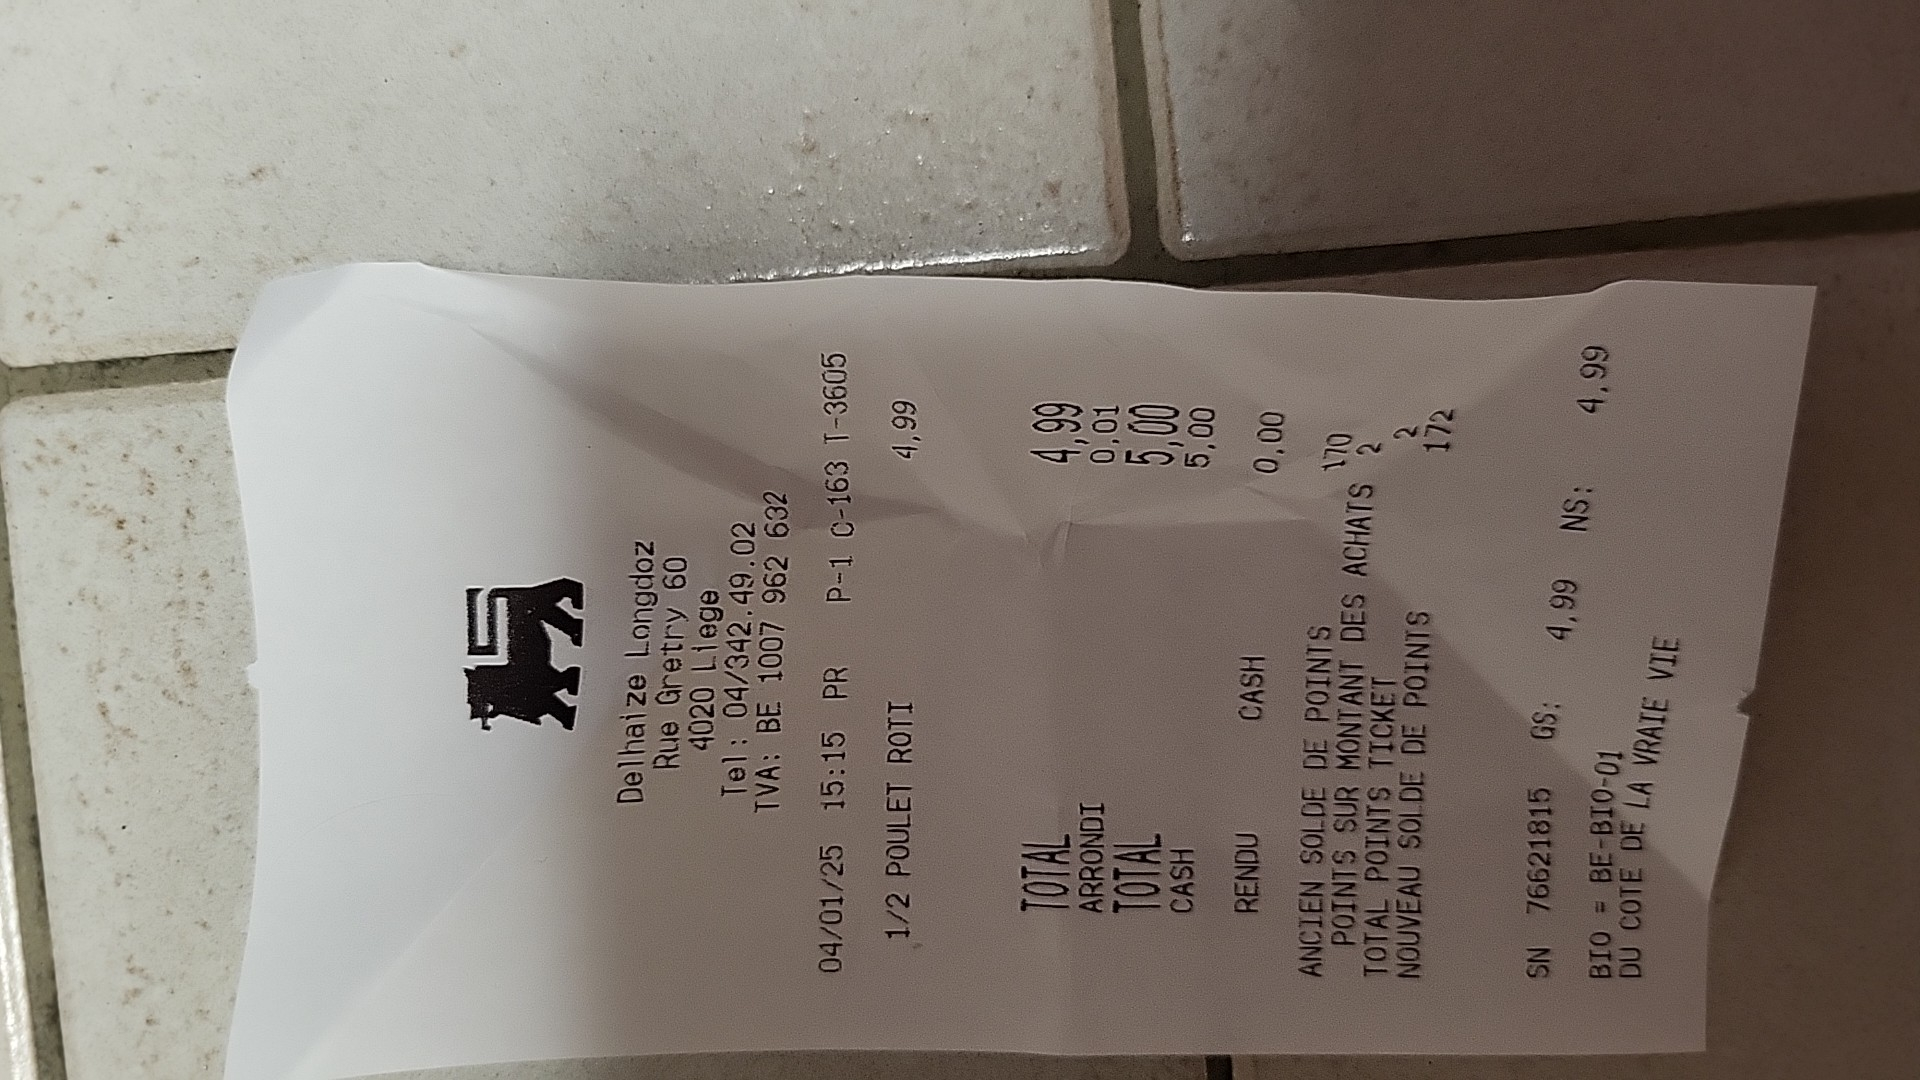 Delhaize Longdoz
Rue Gretry 60
4020 Liege
Tel: 04/342.49.02
TVA: BE 1007 962 632
04/01/25 15:15 PR P-1 C-163 T-3605
1/2 POULET ROTI 4,99
TOTAL 4,99
ARRONDI 0,01
TOTAL 5,00
CASH 5,00
RENDU CASH 0,00
ANCIEN SOLDE DE POINTS 170
POINTS SUR MONTANT DES ACHATS 2
TOTAL POINTS TICKET 2
NOUVEAU SOLDE DE POINTS 172
SN 76621815 GS: 4,99 NS: 4,99
BIO = BE-BIO-01
DU COTE DE LA VRAIE VIE